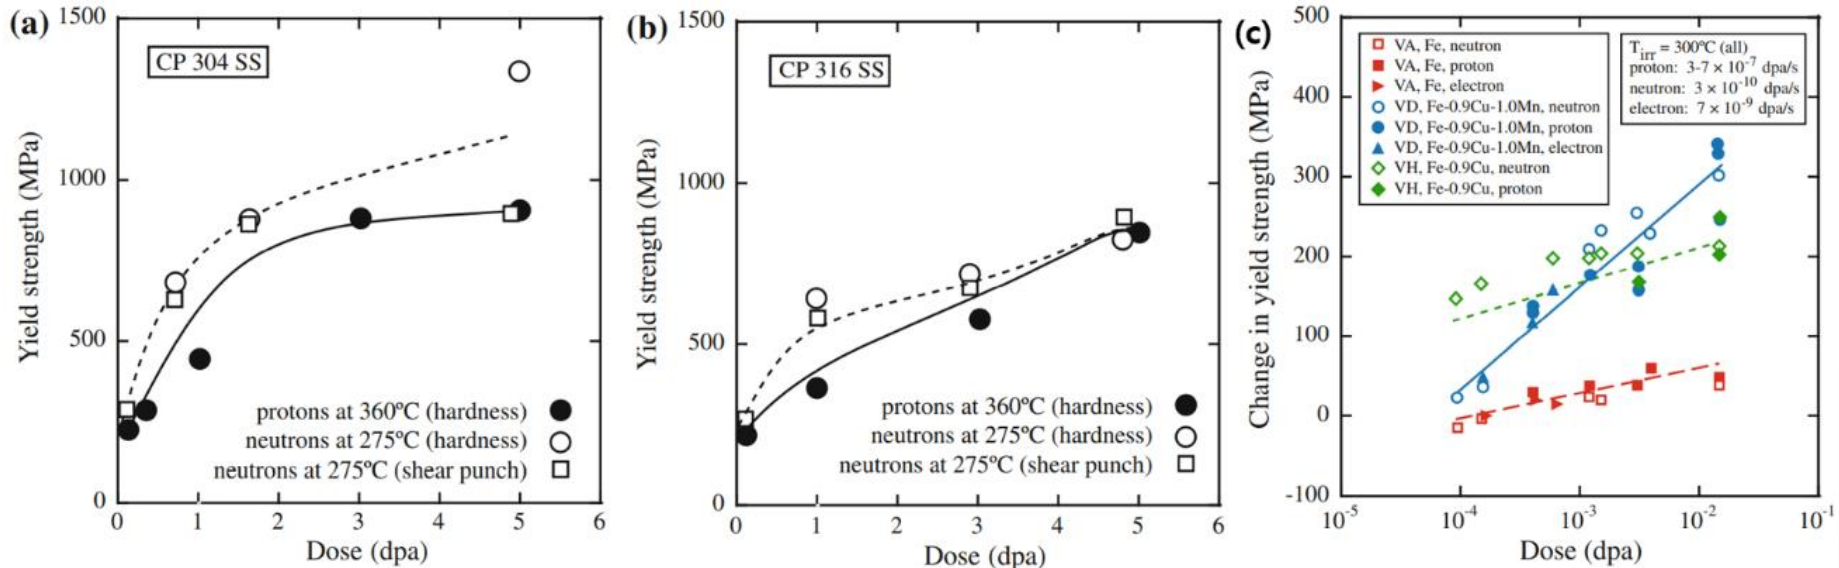 (a)
1500
1000
500
0
Yield strength (MPa)
CP 304 SS
protons at 360ºC (hardness)
neutrons at 275ºC (hardness)
neutrons at 275ºC (shear punch)
0 1 2 3 4 5 6
Dose (dpa)
(b)
1500
1000
500
0
Yield strength (MPa)
CP 316 SS
protons at 360ºC (hardness)
neutrons at 275ºC (hardness)
neutrons at 275ºC (shear punch)
0 1 2 3 4 5 6
Dose (dpa)
(c)
500
400
300
200
100
0
-100
Change in yield strength (MPa)
VA, Fe, neutron
VA, Fe, proton
VA, Fe, electron
VD, Fe-0.9Cu-1.0Mn, neutron
VD, Fe-0.9Cu-1.0Mn, proton
VD, Fe-0.9Cu-1.0Mn, electron
VH, Fe-0.9Cu, neutron
VH, Fe-0.9Cu, proton
T_irr = 300ºC (all)
proton: 3-7 × 10⁻⁷ dpa/s
neutron: 3 × 10⁻¹⁰ dpa/s
electron: 7 × 10⁻⁹ dpa/s
10⁻⁵ 10⁻⁴ 10⁻³ 10⁻² 10⁻¹
Dose (dpa)